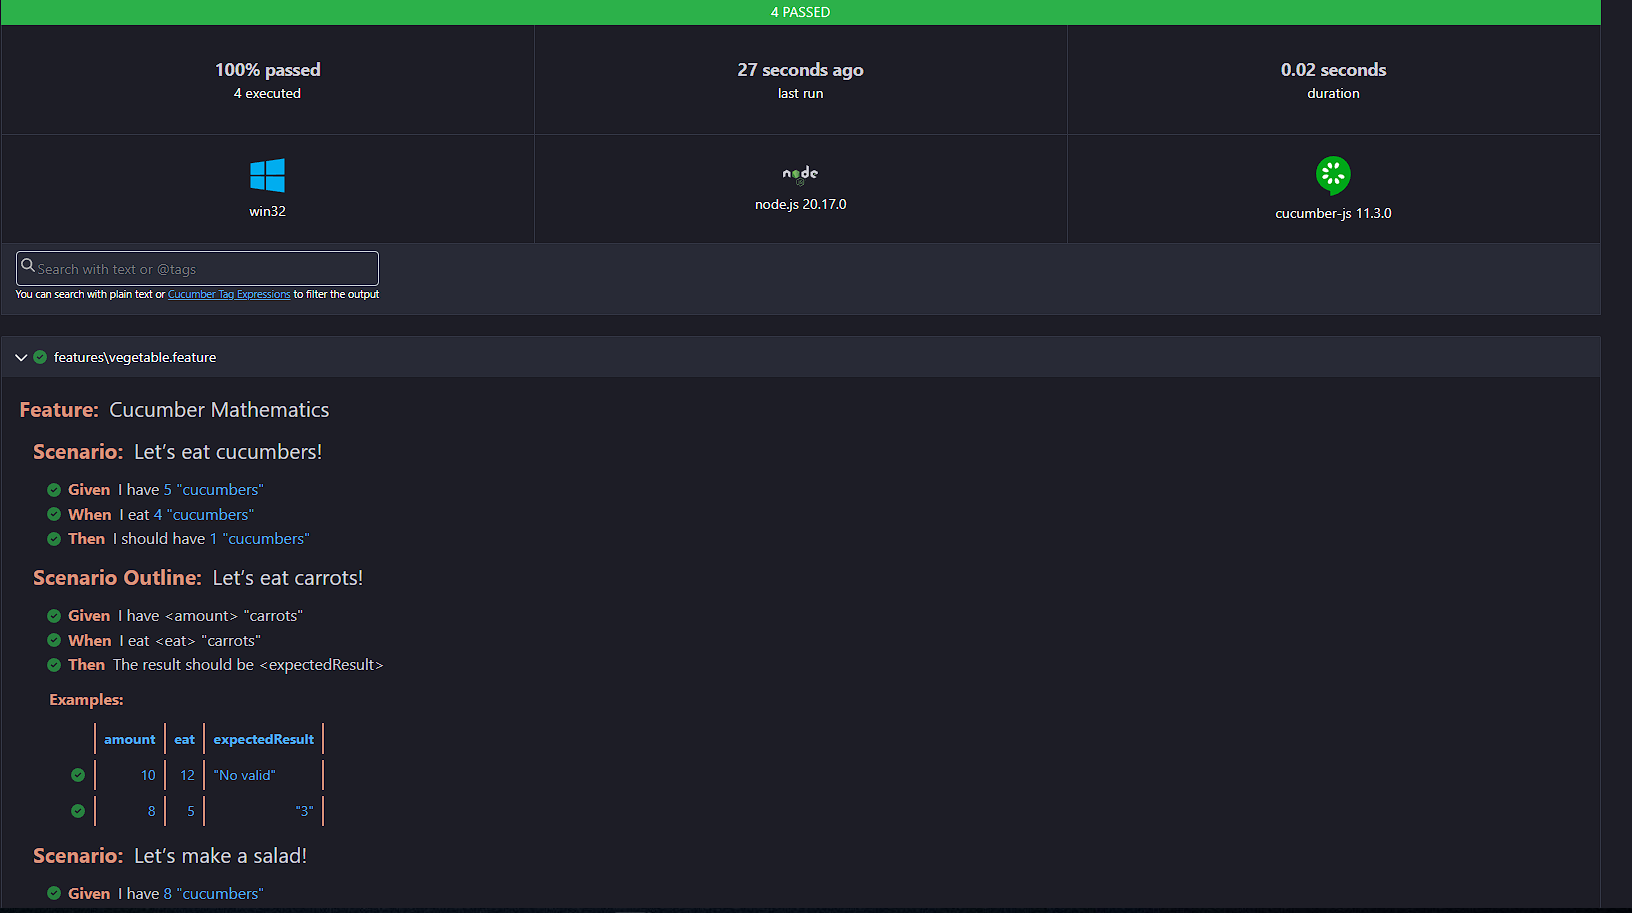 4 PASSED
100% passed
4 executed
27 seconds ago
last run
0.02 seconds
duration
win32
node
node.js 20.17.0
cucumber-js 11.3.0
Search with text or @tags
You can search with plain text or Cucumber Tag Expressions to filter the output
features\vegetable.feature
Feature: Cucumber Mathematics
Scenario: Let’s eat cucumbers!
Given I have 5 "cucumbers"
When I eat 4 "cucumbers"
Then I should have 1 "cucumbers"
Scenario Outline: Let’s eat carrots!
Given I have <amount> "carrots"
When I eat <eat> "carrots"
Then The result should be <expectedResult>
Examples:
amount eat expectedResult
10 12 "No valid"
8 5 "3"
Scenario: Let’s make a salad!
Given I have 8 "cucumbers"